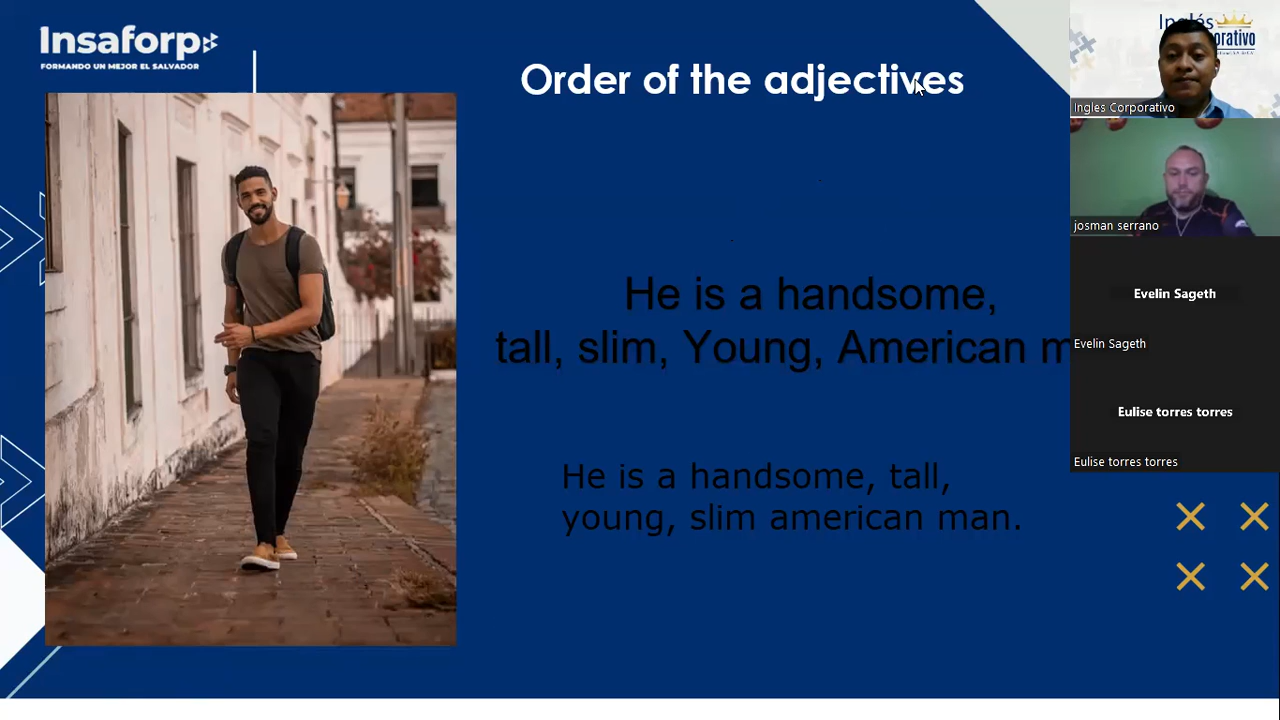 Insaforp
FORMANDO UN MEJOR EL SALVADOR
Order of the adjectives
He is a handsome,
tall, slim, Young, American m
He is a handsome, tall,
young, slim american man.
Inglés
orativo
Ingles Corporativo
josman serrano
Evelin Sageth
Evelin Sageth
Eulise torres torres
Eulise torres torres